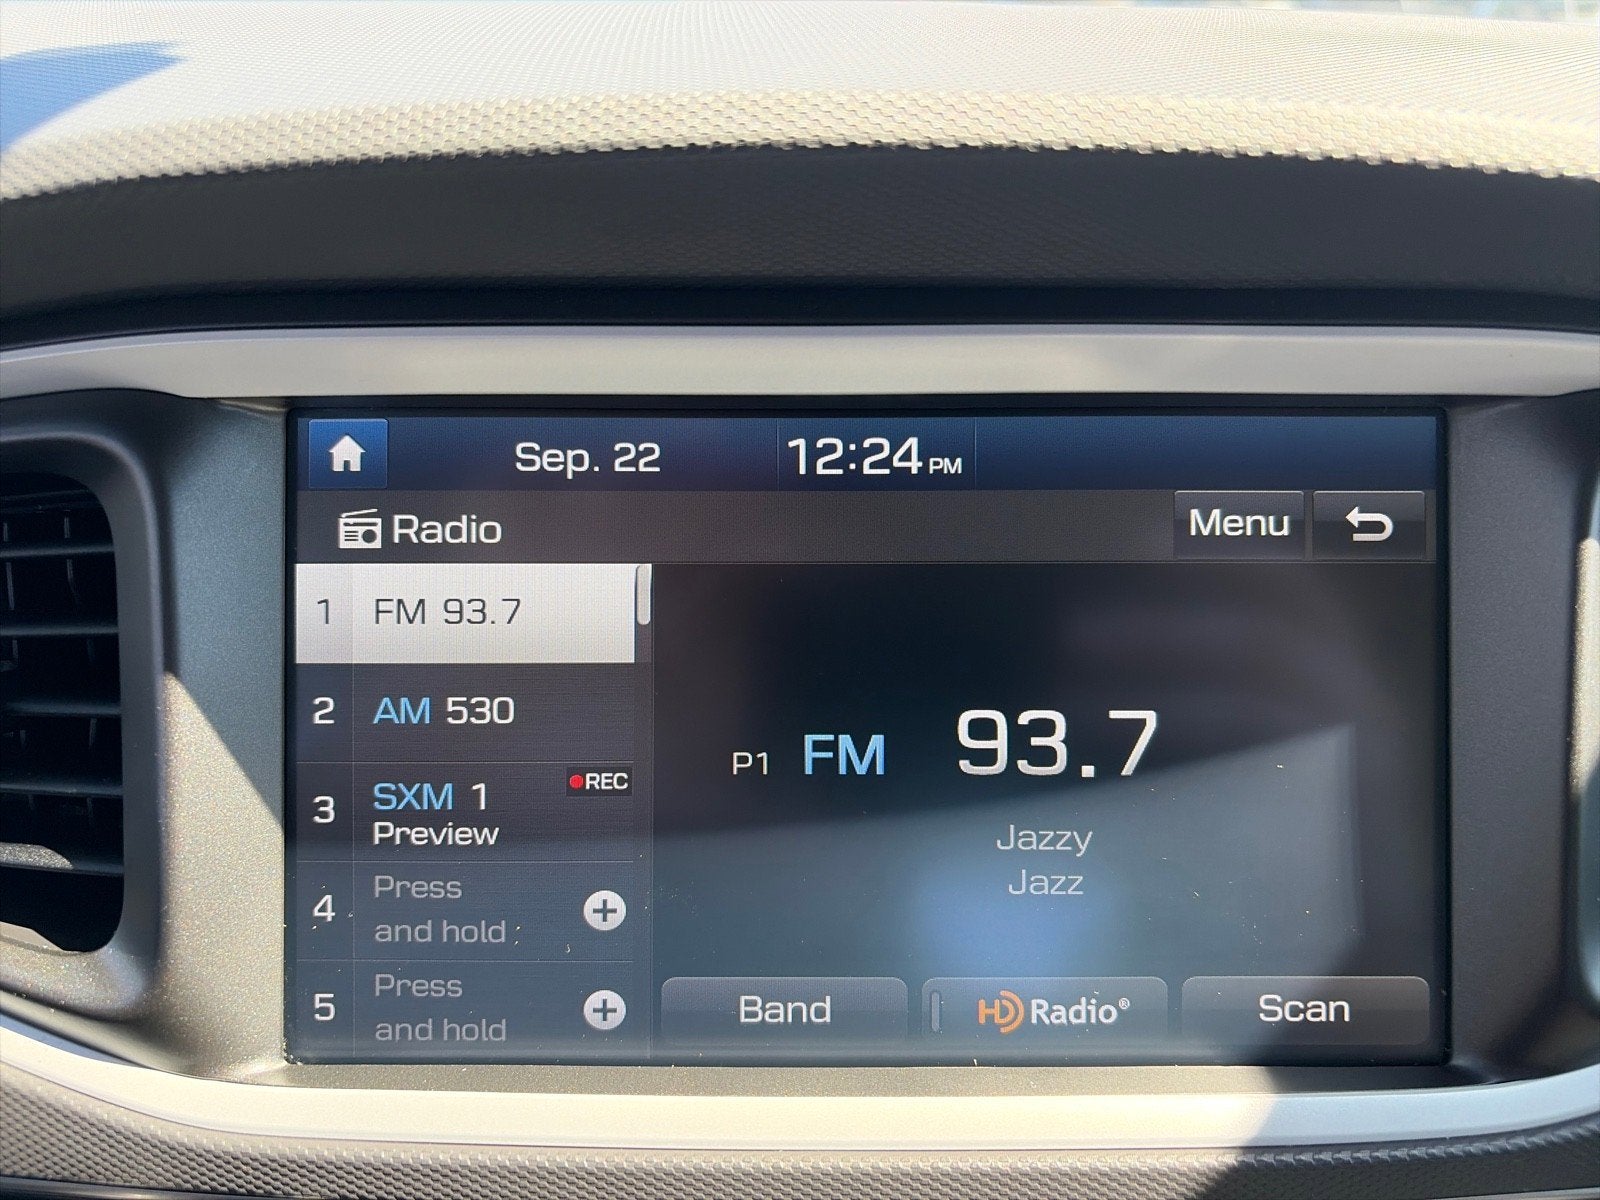 Sep. 22 12:24 PM
Radio Menu
1 FM 93.7
2 AM 530
3 SXM 1 REC
Preview
4 Press
and hold
5 Press
and hold
P1 FM 93.7
Jazzy
Jazz
Band HD Radio® Scan